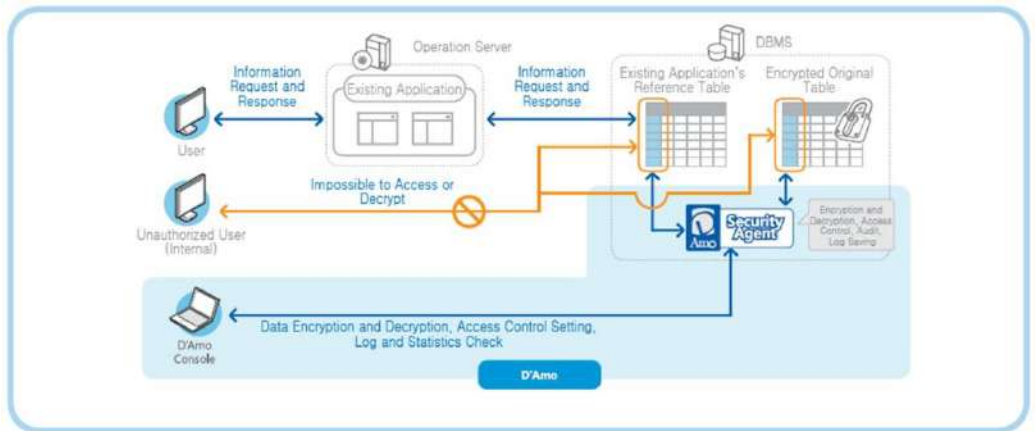 Operation Server
DBMS
Information
Request and
Response
Existing Application
Information
Request and
Response
Existing Application's
Reference Table
Encrypted Original
Table
User
Impossible to Access or
Decrypt
Unauthorized User
(Internal)
Amo
Security
Agent
Encryption and
Decryption, Access
Control, Audit,
Log Saving
D'Amo
Console
Data Encryption and Decryption, Access Control Setting,
Log and Statistics Check
D'Amo